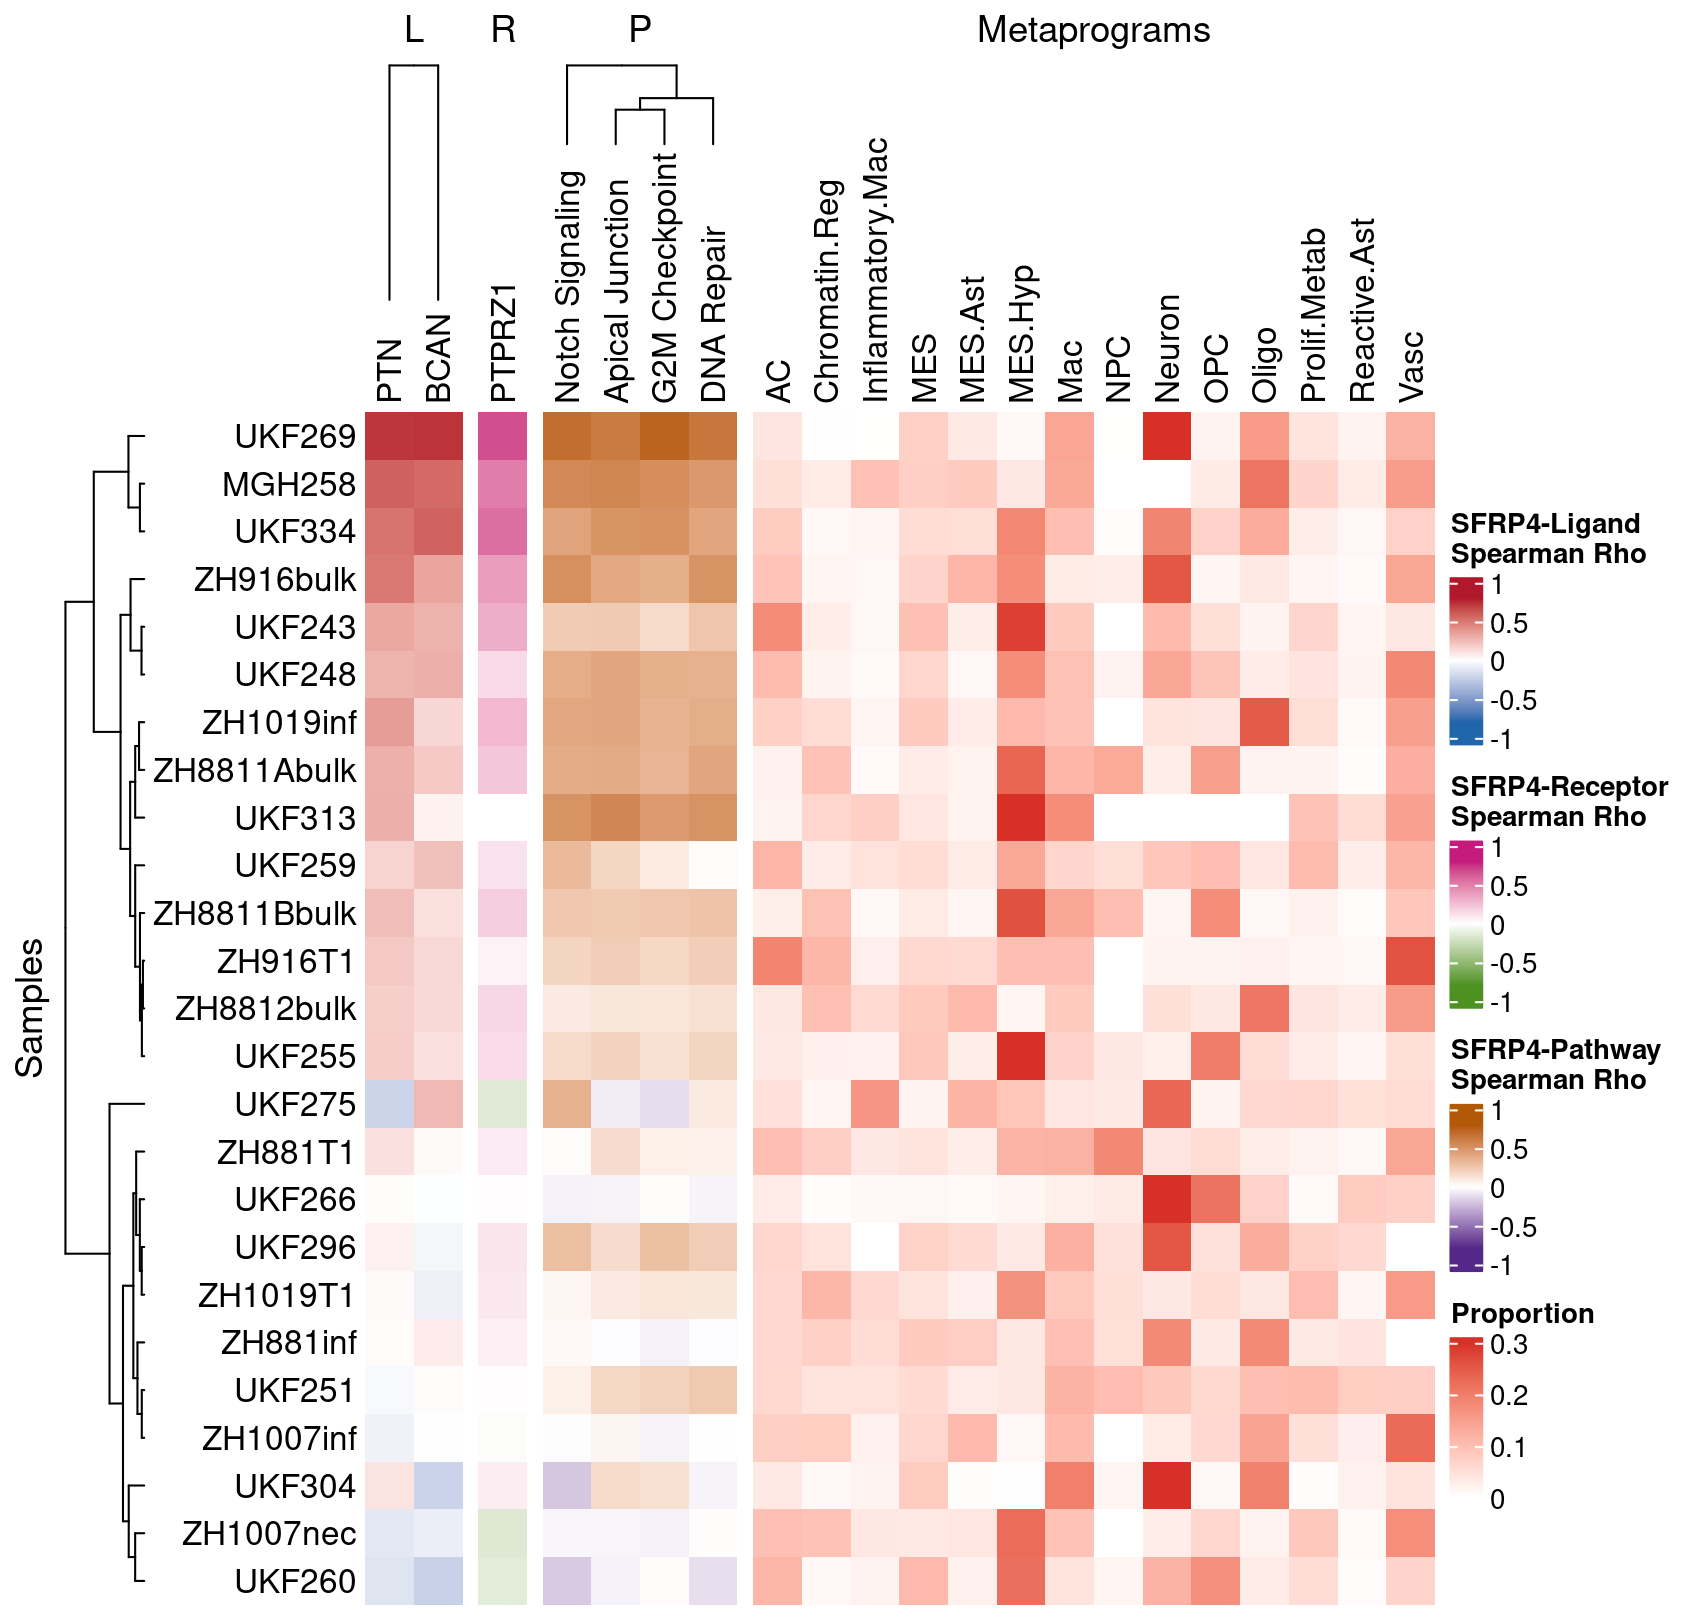 L R P Metaprograms
PTN BCAN PTPRZ1 Notch Signaling Apical Junction G2M Checkpoint DNA Repair AC Chromatin.Reg Inflammatory.Mac MES MES.Ast MES.Hyp Mac NPC Neuron OPC Oligo Prolif.Metab Reactive.Ast Vasc
Samples
UKF269
MGH258
UKF334
ZH916bulk
UKF243
UKF248
ZH1019inf
ZH8811Abulk
UKF313
UKF259
ZH8811Bbulk
ZH916T1
ZH8812bulk
UKF255
UKF275
ZH881T1
UKF266
UKF296
ZH1019T1
ZH881inf
UKF251
ZH1007inf
UKF304
ZH1007nec
UKF260
SFRP4-Ligand
Spearman Rho
1
0.5
0
-0.5
-1
SFRP4-Receptor
Spearman Rho
1
0.5
0
-0.5
-1
SFRP4-Pathway
Spearman Rho
1
0.5
0
-0.5
-1
Proportion
0.3
0.2
0.1
0